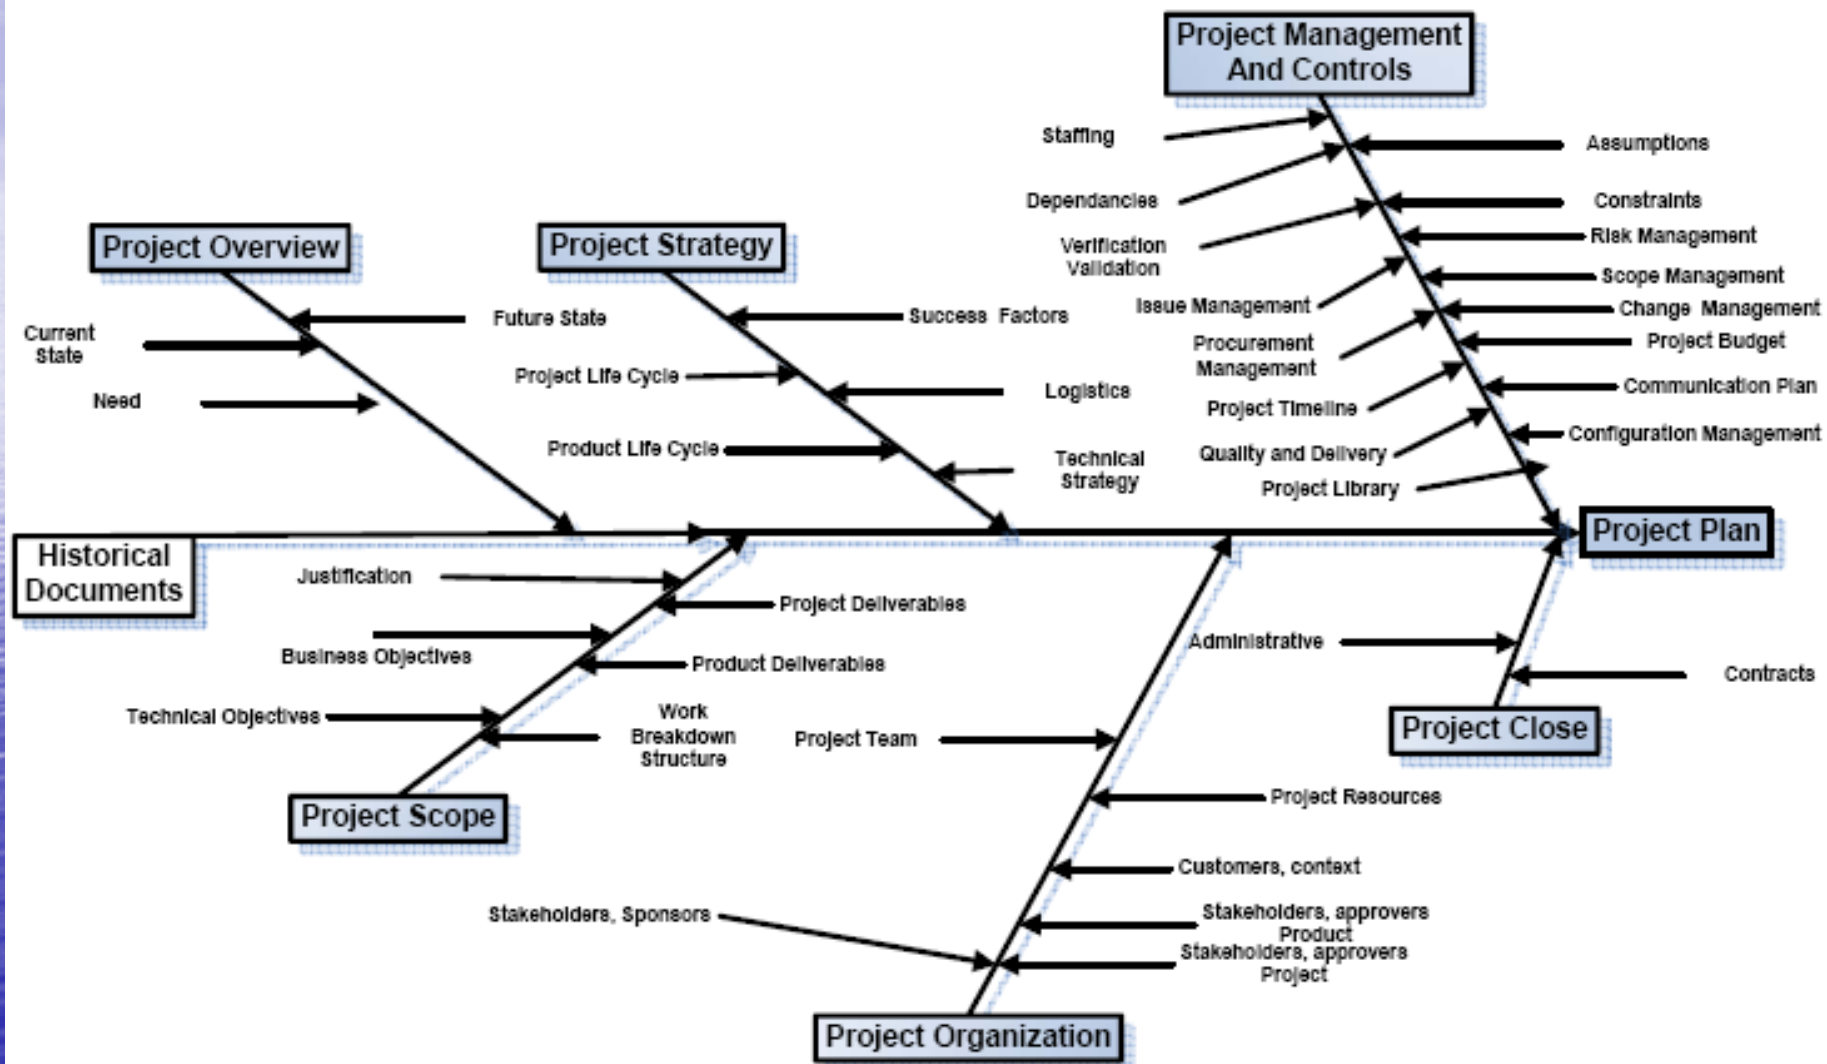 Project Management
And Controls
Staffing
Assumptions
Dependancies
Constraints
Project Overview
Project Strategy
Verification
Validation
Risk Management
Scope Management
Issue Management
Change Management
Future State
Success Factors
Current
State
Procurement
Management
Project Budget
Project Life Cycle
Logistics
Communication Plan
Need
Project Timeline
Configuration Management
Product Life Cycle
Quality and Delivery
Technical
Strategy
Project Library
Project Plan
Historical
Documents
Justification
Project Deliverables
Business Objectives
Product Deliverables
Administrative
Contracts
Technical Objectives
Work
Breakdown
Structure
Project Team
Project Close
Project Scope
Project Resources
Customers, context
Stakeholders, Sponsors
Stakeholders, approvers
Product
Stakeholders, approvers
Project
Project Organization